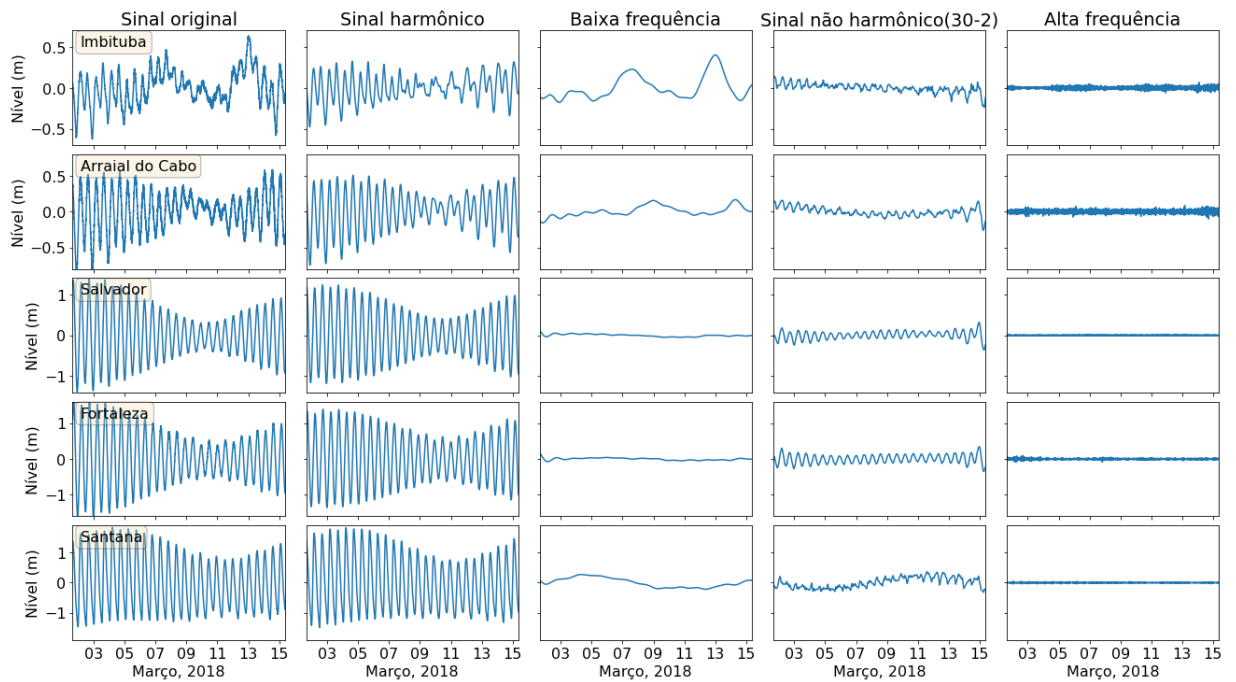 Sinal original Sinal harmônico Baixa frequência Sinal não harmônico(30-2) Alta frequência
Imbituba
Nível (m)
0.5
0.0
−0.5
Arraial do Cabo
Nível (m)
0.5
0.0
−0.5
Salvador
Nível (m)
1
0
−1
Fortaleza
Nível (m)
1
0
−1
Santana
Nível (m)
1
0
−1
03 05 07 09 11 13 15 03 05 07 09 11 13 15 03 05 07 09 11 13 15 03 05 07 09 11 13 15 03 05 07 09 11 13 15
Março, 2018 Março, 2018 Março, 2018 Março, 2018 Março, 2018